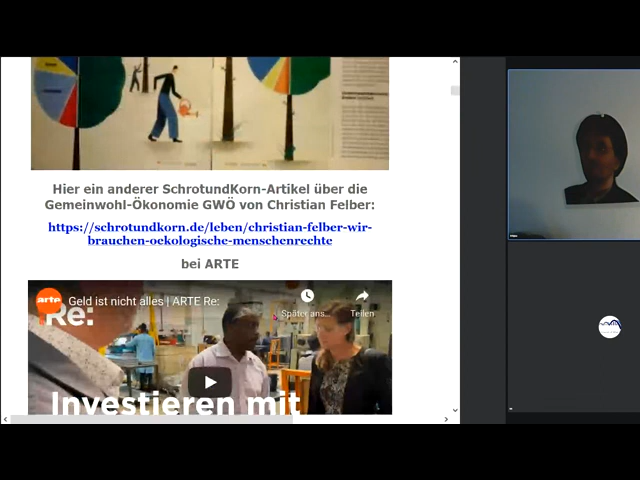 Hier ein anderer SchrotundKorn-Artikel über die
Gemeinwohl-Ökonomie GWÖ von Christian Felber:
https://schrotundkorn.de/leben/christian-felber-wir-
brauchen-oekologische-menschenrechte
bei ARTE
arte
Geld ist nicht alles | ARTE Re:
Re:
Später ans...
Teilen
Investieren mit